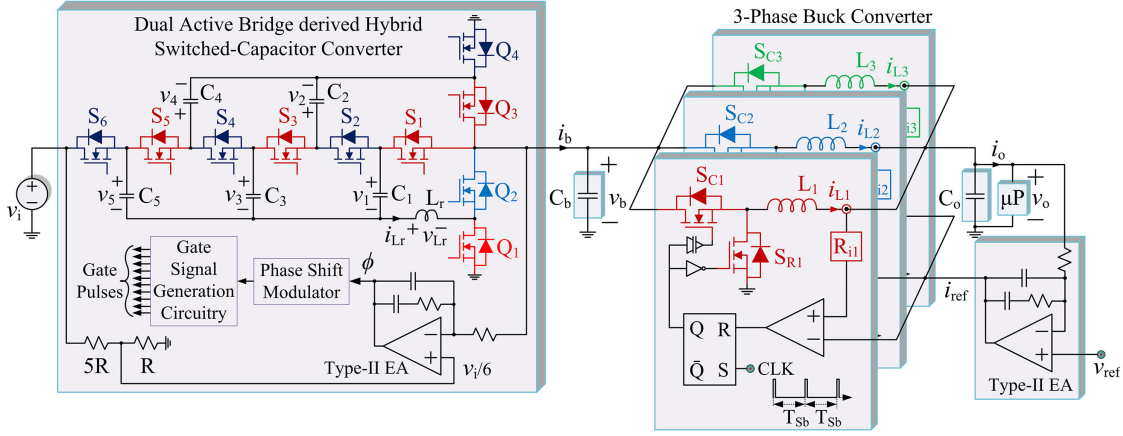 Dual Active Bridge derived Hybrid
Switched-Capacitor Converter
3-Phase Buck Converter
Q4
Q3
Q2
Q1
v4
C4
v2
C2
S6
S5
S4
S3
S2
S1
v5
C5
v3
C3
v1
C1
Lr
iLr
vLr
vi
Gate
Pulses
Gate
Signal
Generation
Circuitry
Phase Shift
Modulator
ϕ
Type-II EA
vi/6
5R
R
ib
Cb
vb
SC3
L3
iL3
i3
SC2
L2
iL2
i2
SC1
L1
iL1
SR1
Ri1
Q
R
Q̄
S
CLK
TSb
TSb
io
Co
μP
vo
iref
Type-II EA
vref